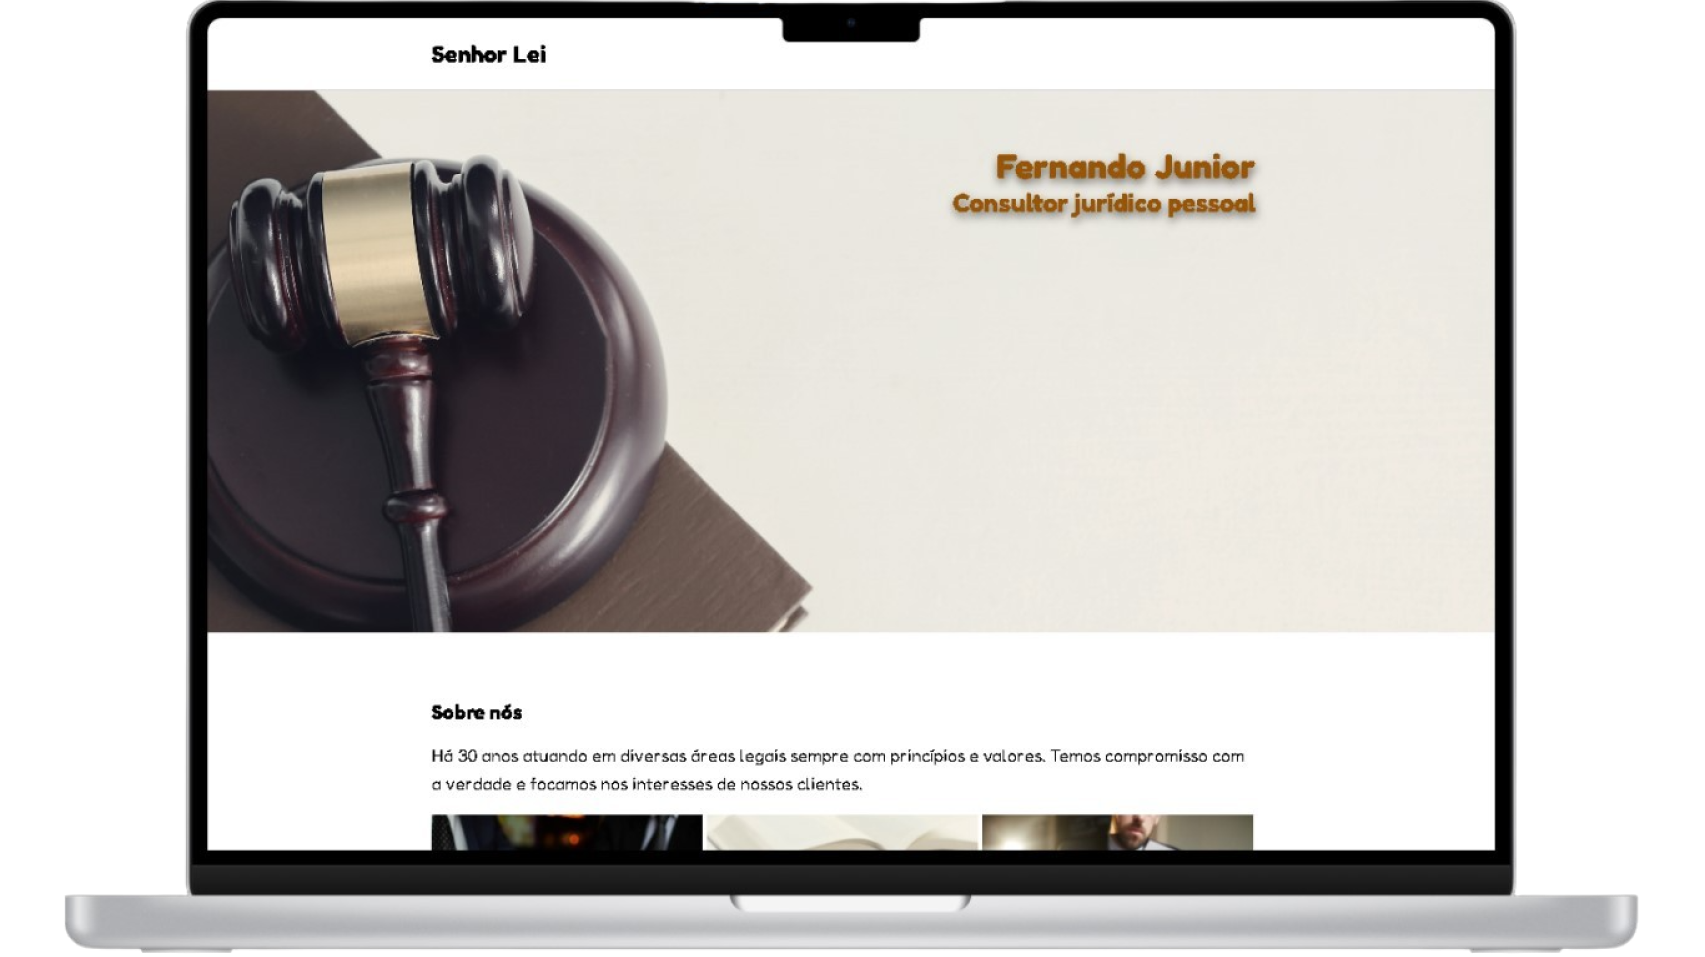 Senhor Lei
Fernando Junior
Consultor jurídico pessoal
Sobre nós
Há 30 anos atuando em diversas áreas legais sempre com princípios e valores. Temos compromisso com
a verdade e focamos nos interesses de nossos clientes.